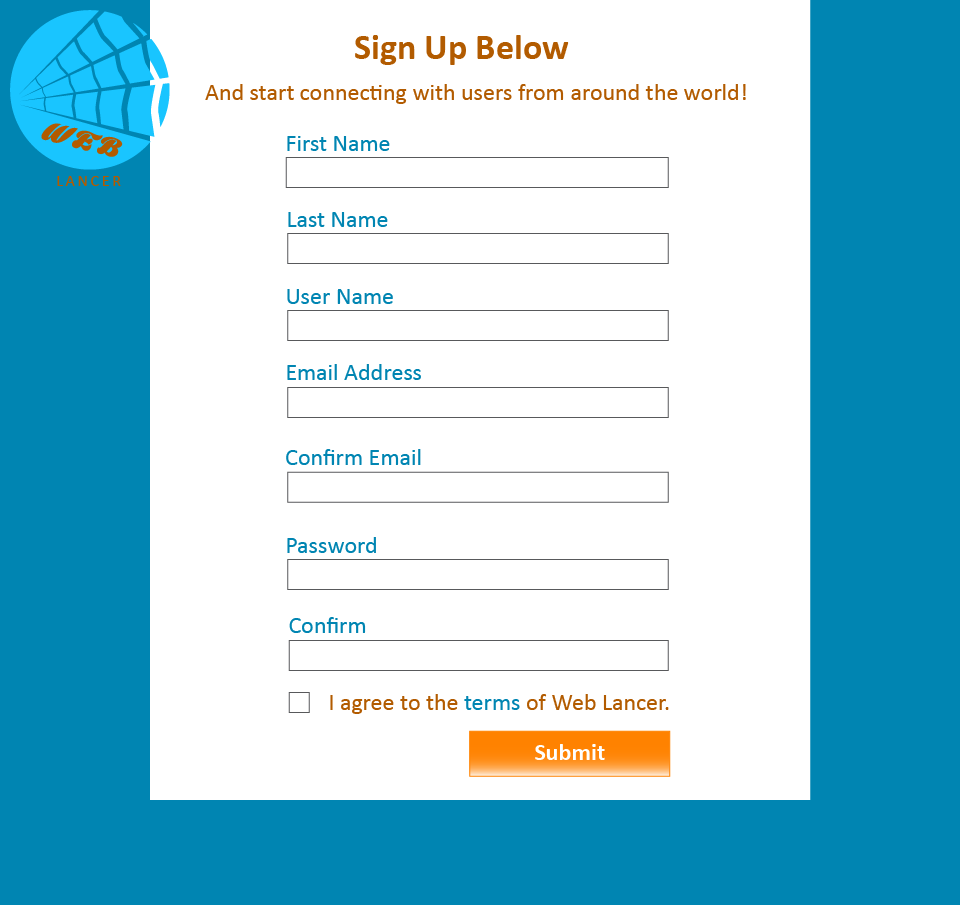 WEB
LANCER
Sign Up Below
And start connecting with users from around the world!
First Name
Last Name
User Name
Email Address
Confirm Email
Password
Confirm
I agree to the terms of Web Lancer.
Submit